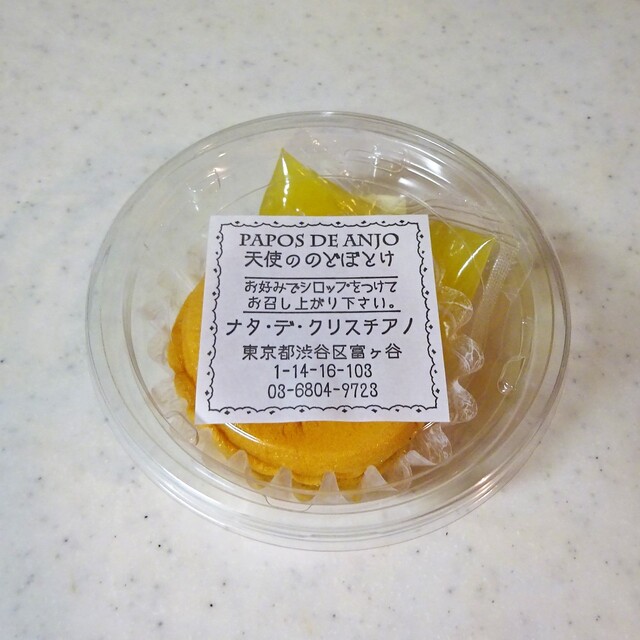 PAPOS DE ANJO
天使ののどぼとけ
お好みでシロップをつけて
お召し上がり下さい。
ナタ・デ・クリスチアノ
東京都渋谷区富ヶ谷
1-14-16-103
03-6804-9723